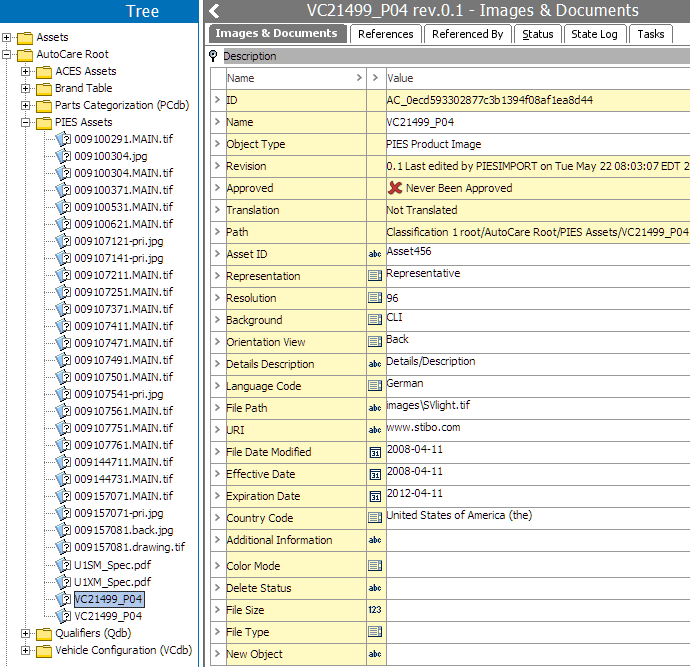 Tree
Assets
AutoCare Root
ACES Assets
Brand Table
Parts Categorization (PCdb)
PIES Assets
009100291.MAIN.tif
009100304.jpg
009100304.MAIN.tif
009100371.MAIN.tif
009100531.MAIN.tif
009100621.MAIN.tif
009107121-pri.jpg
009107141-pri.jpg
009107211.MAIN.tif
009107251.MAIN.tif
009107371.MAIN.tif
009107411.MAIN.tif
009107471.MAIN.tif
009107491.MAIN.tif
009107501.MAIN.tif
009107541-pri.jpg
009107561.MAIN.tif
009107751.MAIN.tif
009107761.MAIN.tif
009144711.MAIN.tif
009144731.MAIN.tif
009157071.MAIN.tif
009157071-pri.jpg
009157081.back.jpg
009157081.drawing.tif
U1SM_Spec.pdf
U1XM_Spec.pdf
VC21499_P04
VC21499_P04
Qualifiers (Qdb)
Vehicle Configuration (VCdb)
VC21499_P04 rev.0.1 - Images & Documents
Images & Documents References Referenced By Status State Log Tasks
Description
Name > > Value
ID AC_0ecd593302877c3b1394f08af1ea8d44
Name VC21499_P04
Object Type PIES Product Image
Revision 0.1 Last edited by PIESIMPORT on Tue May 22 08:03:07 EDT 2
Approved Never Been Approved
Translation Not Translated
Path Classification 1 root/AutoCare Root/PIES Assets/VC21499_P04
Asset ID abc Asset456
Representation Representative
Resolution 96
Background CLI
Orientation View Back
Details Description abc Details/Description
Language Code German
File Path abc images\SVlight.tif
URI abc www.stibo.com
File Date Modified 31 2008-04-11
Effective Date 31 2008-04-11
Expiration Date 31 2012-04-11
Country Code United States of America (the)
Additional Information abc
Color Mode
Delete Status abc
File Size 123
File Type
New Object abc